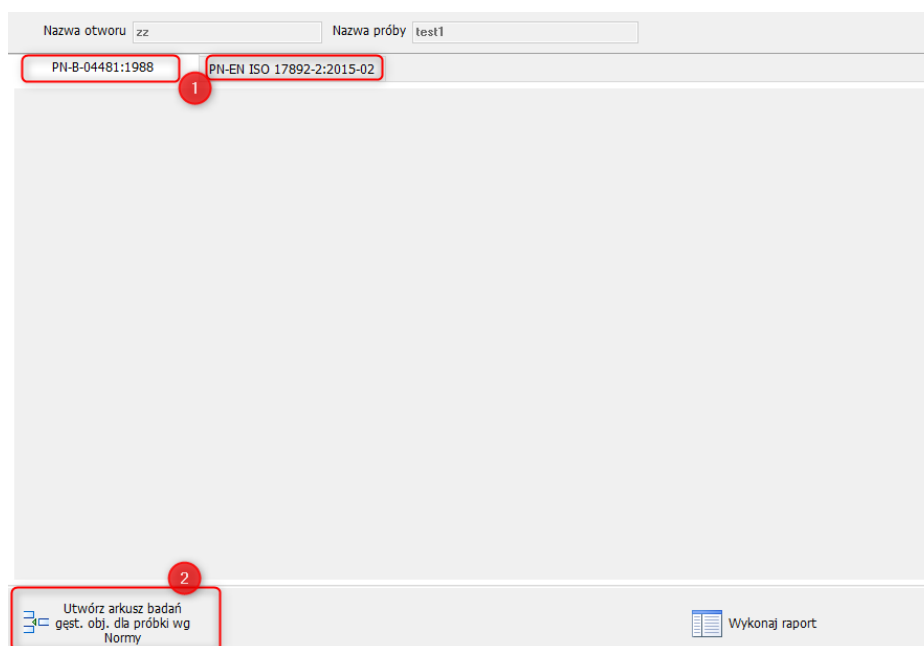 Nazwa otworu zz Nazwa próby test1
PN-B-04481:1988 PN-EN ISO 17892-2:2015-02
1
2
Utwórz arkusz badań
gęst. obj. dla próbki wg
Normy
Wykonaj raport